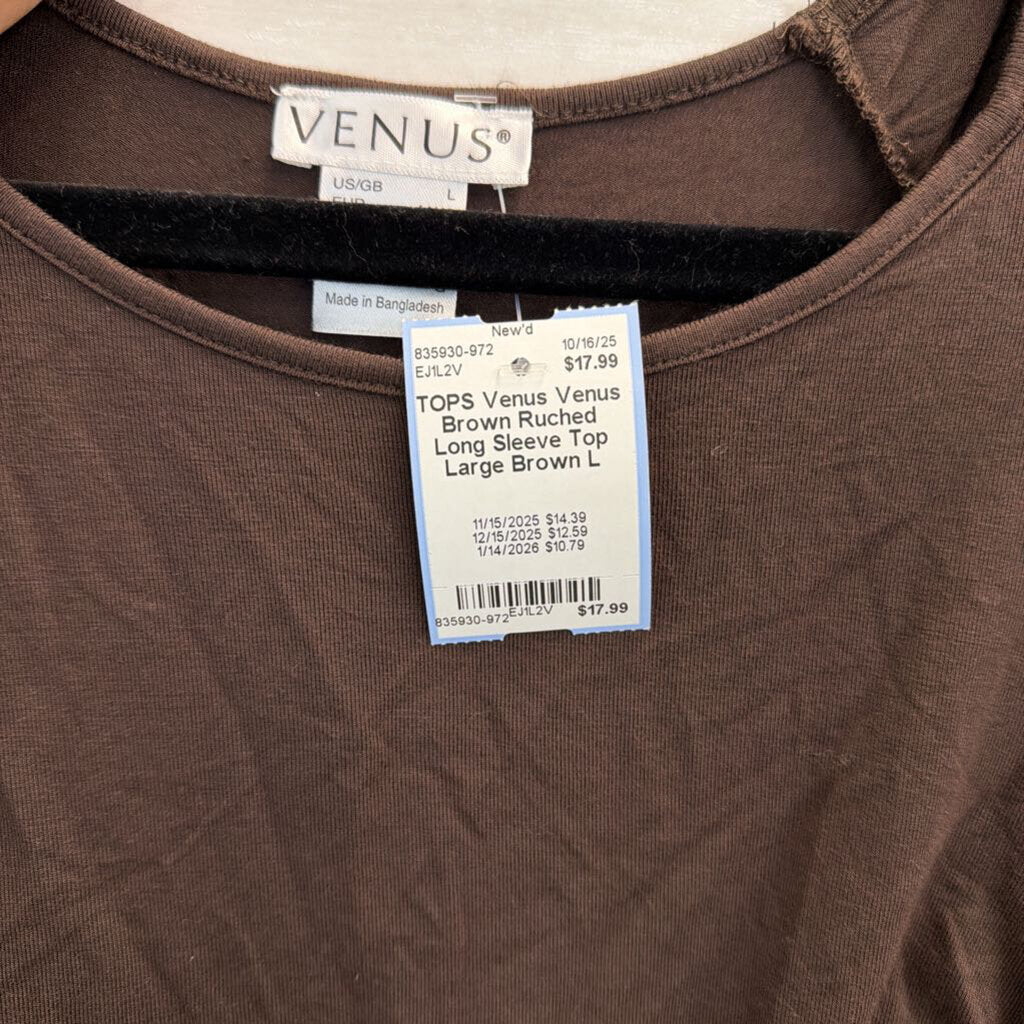 VENUS®
US/GB L
EUR
Made in Bangladesh
New'd
835930-972 10/16/25
EJ1L2V $17.99
TOPS Venus Venus
Brown Ruched
Long Sleeve Top
Large Brown L
11/15/2025 $14.39
12/15/2025 $12.59
1/14/2026 $10.79
835930-972 EJ1L2V $17.99